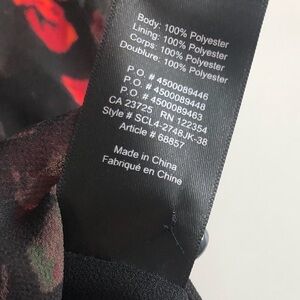 Body: 100% Polyester
Lining: 100% Polyester
Corps: 100% Polyester
Doublure: 100% Polyester
P.O. # 4500089446
P.O. # 4500089448
P.O. # 4500089463
CA 23725 RN 122354
Style # SCL4-2748JK-38
Article # 68857
Made in China
Fabriqué en Chine